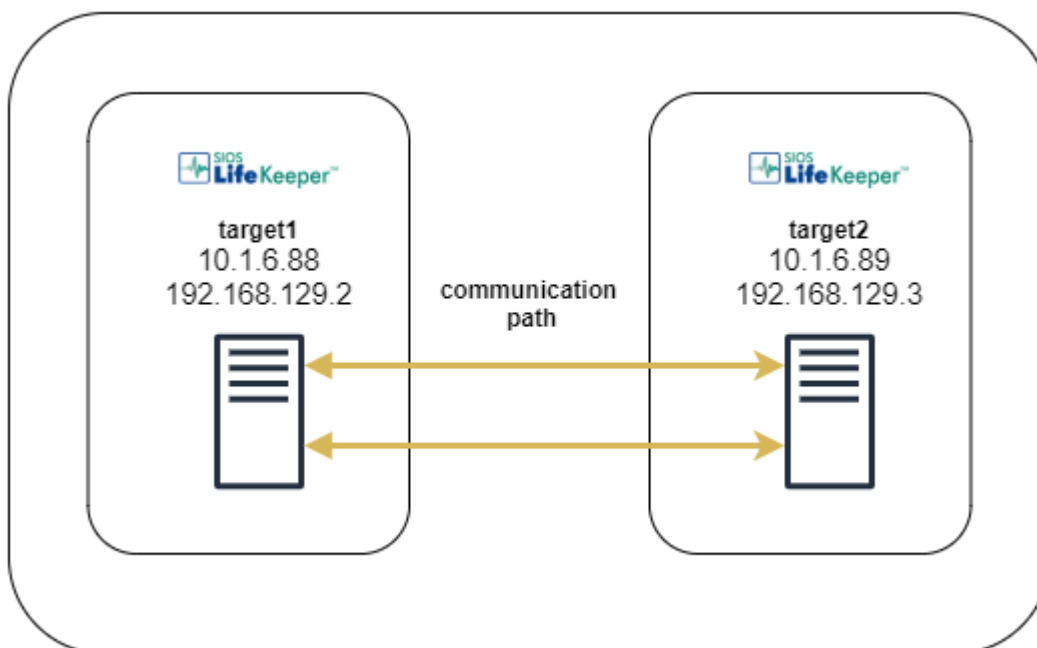 SIOS
LifeKeeper™
target1
10.1.6.88
192.168.129.2
communication
path
SIOS
LifeKeeper™
target2
10.1.6.89
192.168.129.3